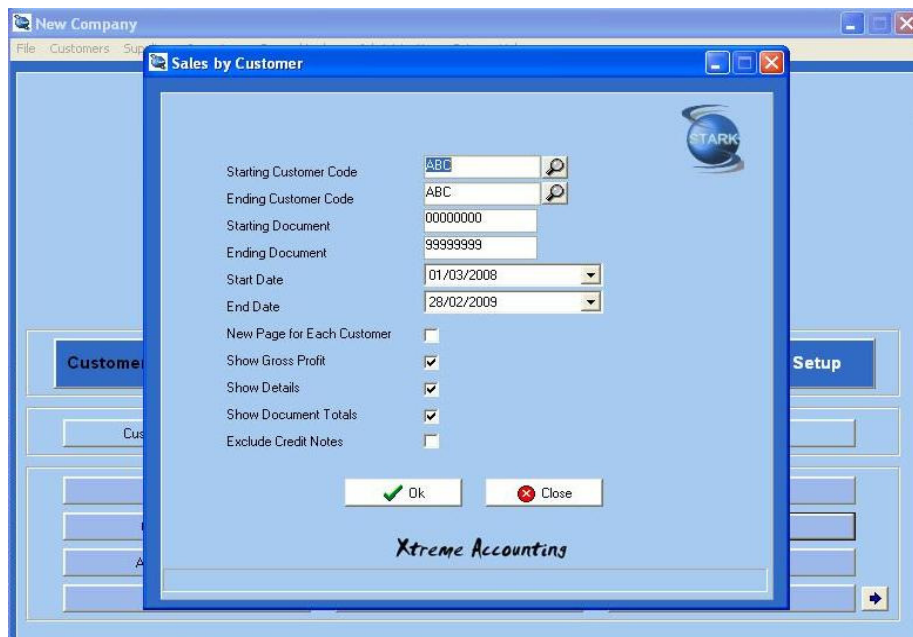 New Company
File Customers
Sales by Customer
STARK
Starting Customer Code ABC
Ending Customer Code ABC
Starting Document 00000000
Ending Document 99999999
Start Date 01/03/2008
End Date 28/02/2009
New Page for Each Customer
Customer Show Gross Profit Setup
Show Details
Show Document Totals
Cus Exclude Credit Notes
Ok Close
Xtreme Accounting
A